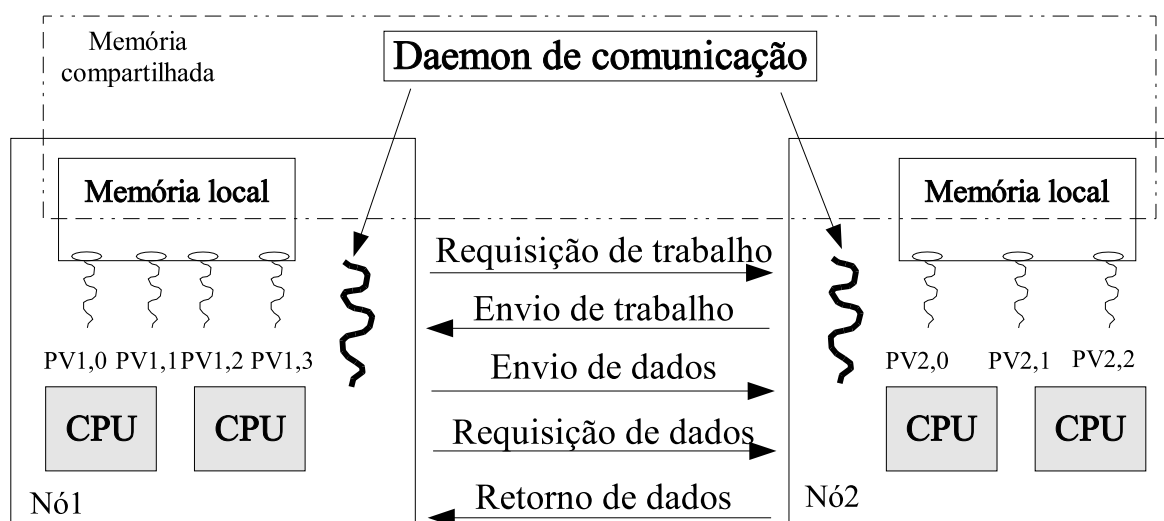 Memória
compartilhada
Daemon de comunicação
Memória local
Memória local
Requisição de trabalho
Envio de trabalho
Envio de dados
Requisição de dados
Retorno de dados
PV1,0 PV1,1 PV1,2 PV1,3
PV2,0 PV2,1 PV2,2
CPU CPU
CPU CPU
Nó1
Nó2